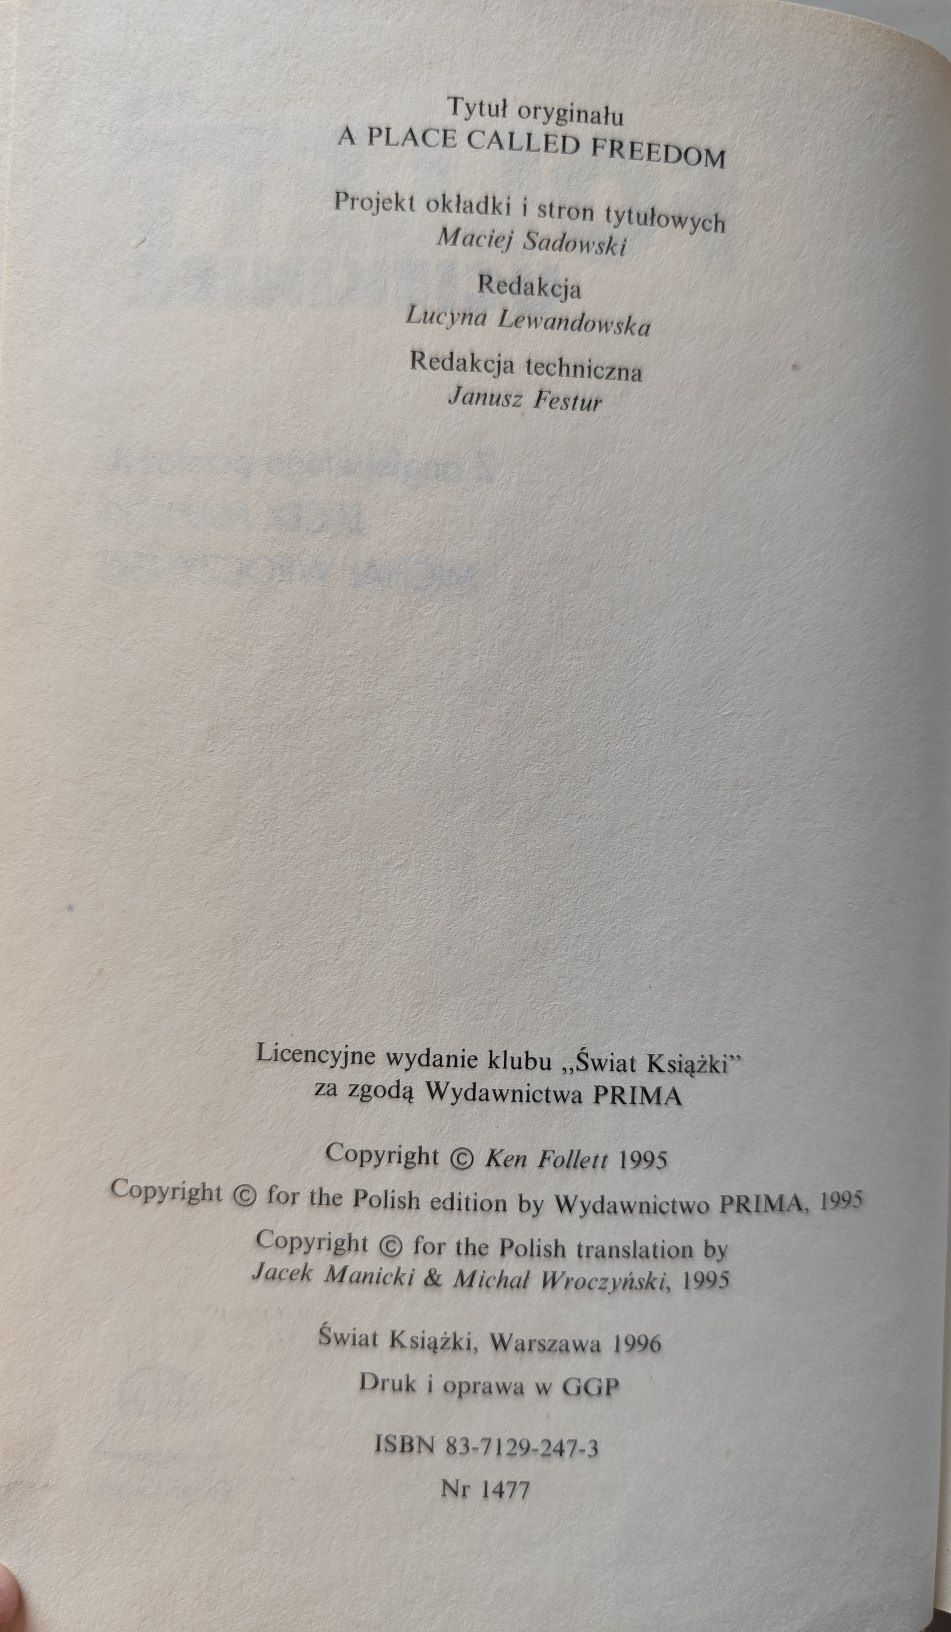 Tytuł oryginału
A PLACE CALLED FREEDOM
Projekt okładki i stron tytułowych
Maciej Sadowski
Redakcja
Lucyna Lewandowska
Redakcja techniczna
Janusz Festur
Licencyjne wydanie klubu „Świat Książki”
za zgodą Wydawnictwa PRIMA
Copyright © Ken Follett 1995
Copyright © for the Polish edition by Wydawnictwo PRIMA, 1995
Copyright © for the Polish translation by
Jacek Manicki & Michał Wroczyński, 1995
Świat Książki, Warszawa 1996
Druk i oprawa w GGP
ISBN 83-7129-247-3
Nr 1477